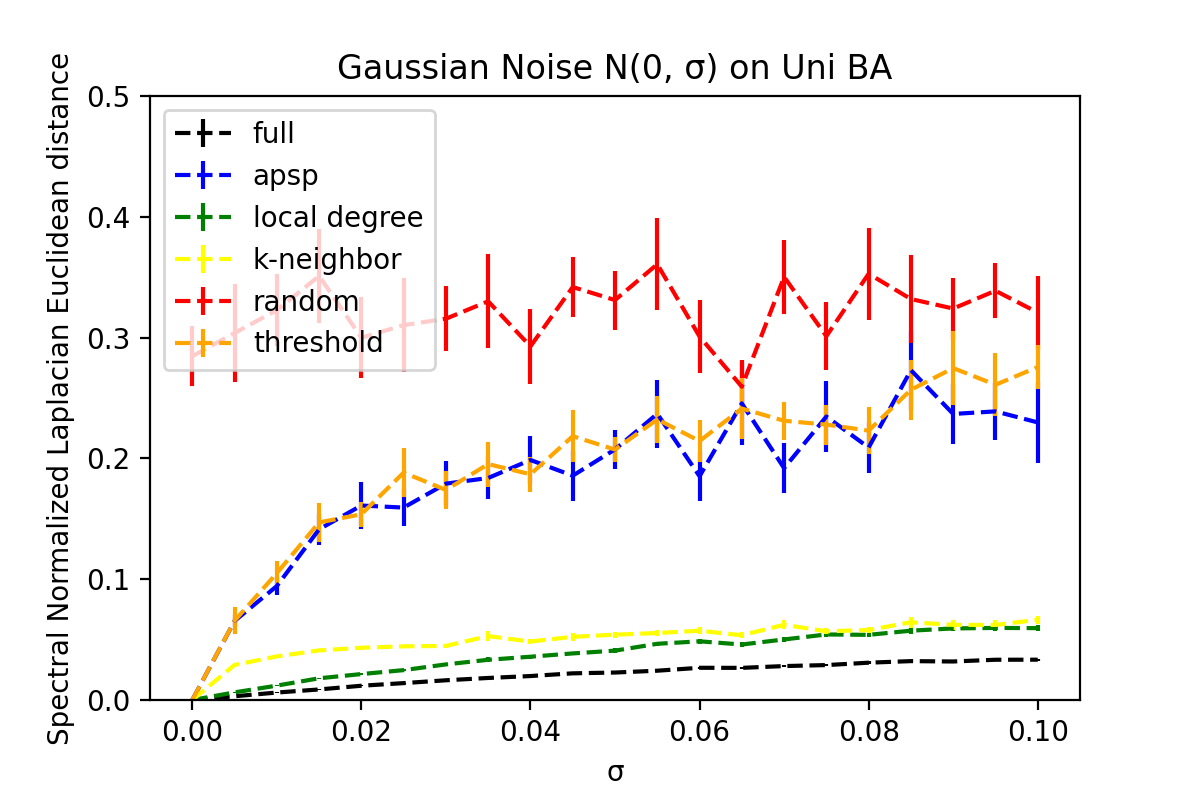 Gaussian Noise N(0, σ) on Uni BA
Spectral Normalized Laplacian Euclidean distance
0.5
0.4
0.3
0.2
0.1
0.0
full
apsp
local degree
k-neighbor
random
threshold
0.00 0.02 0.04 0.06 0.08 0.10
σ